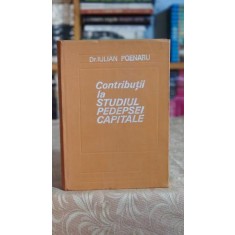 Dr. IULIAN POENARU
Contribuții
la
STUDIUL
PEDEPSEI
CAPITALE